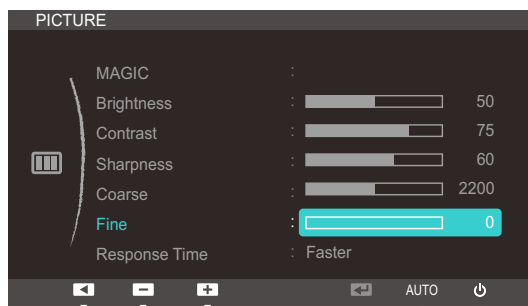 PICTURE
MAGIC :
Brightness : 50
Contrast : 75
Sharpness : 60
Coarse : 2200
Fine : 0
Response Time : Faster
AUTO